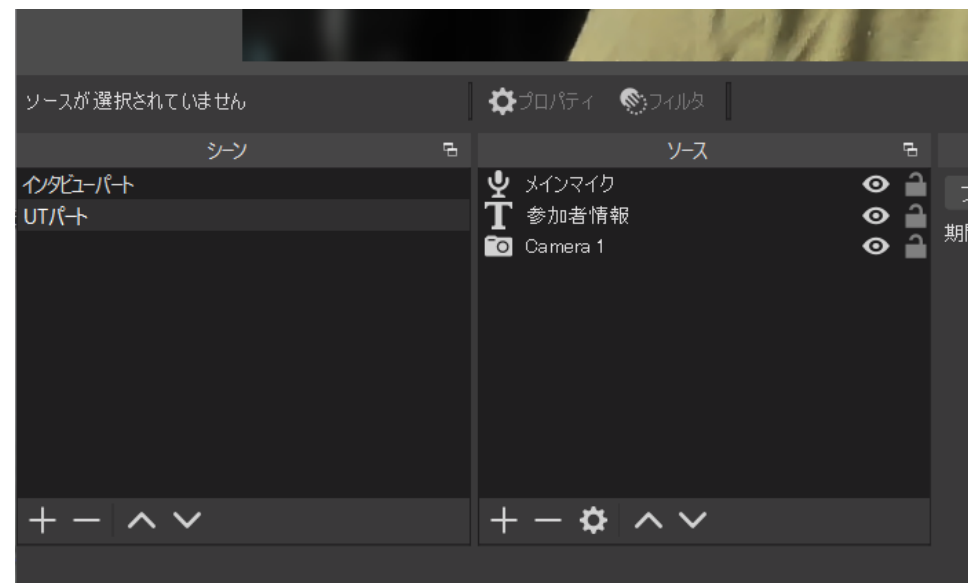 ソースが選択されていません
プロパティ フィルタ
シーン
インタビューパート
UTパート
ソース
メインマイク
参加者情報
Camera 1
期間